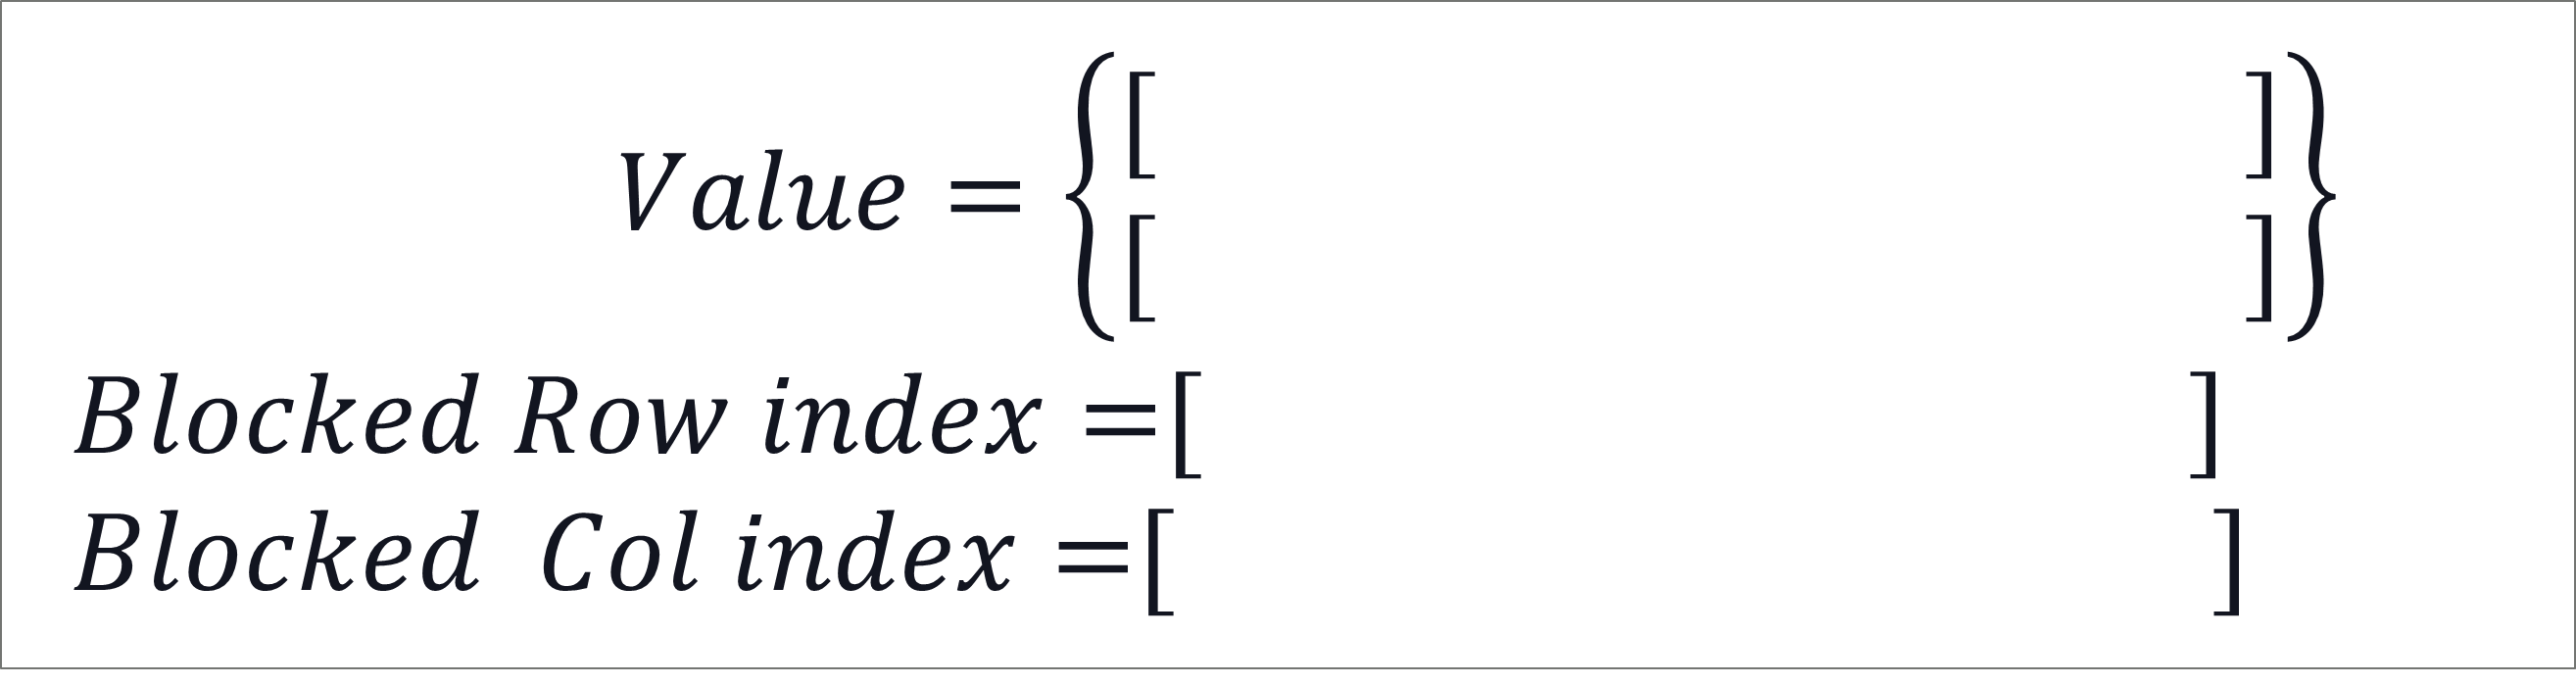 Value = {[ ]
[ ]}
Blocked Row index =[ ]
Blocked Col index =[ ]